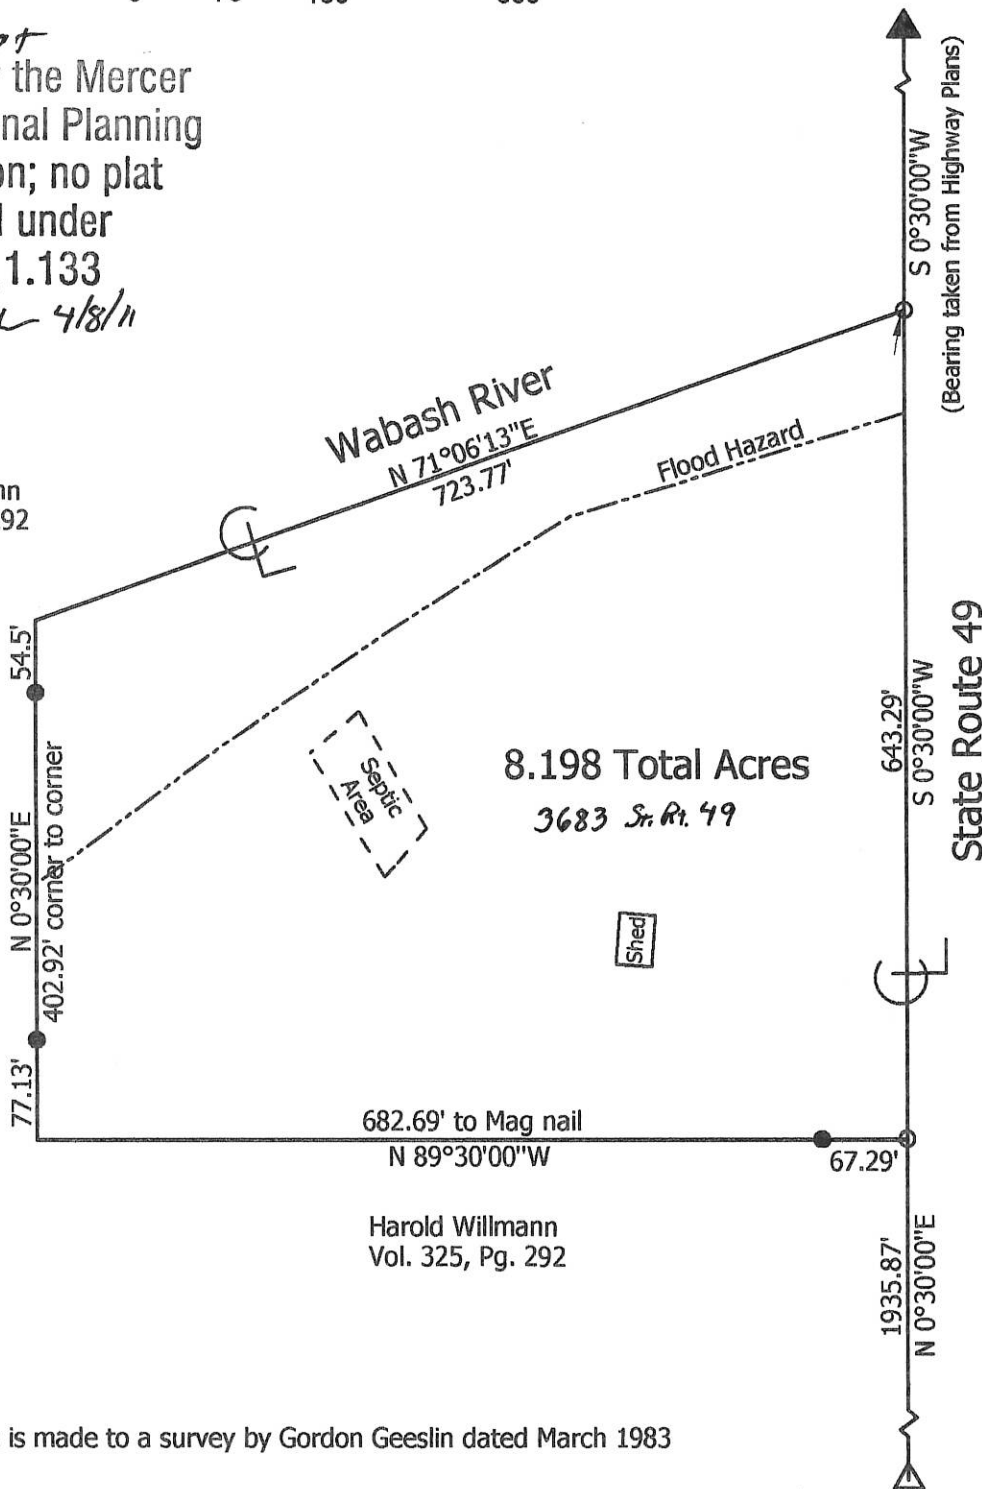 the Mercer
nal Planning
on; no plat
under
1.133
4/8/11
S 0°30'00"W
(Bearing taken from Highway Plans)
Wabash River
N 71°06'13"E
723.77'
Flood Hazard
nn
92
54.5'
N 0°30'00"E
402.92' corner to corner
77.13'
Septic
Area
8.198 Total Acres
3683 Sr. Rt. 49
Shed
643.29'
S 0°30'00"W
State Route 49
682.69' to Mag nail
N 89°30'00"W
67.29'
Harold Willmann
Vol. 325, Pg. 292
1935.87'
N 0°30'00"E
is made to a survey by Gordon Geeslin dated March 1983